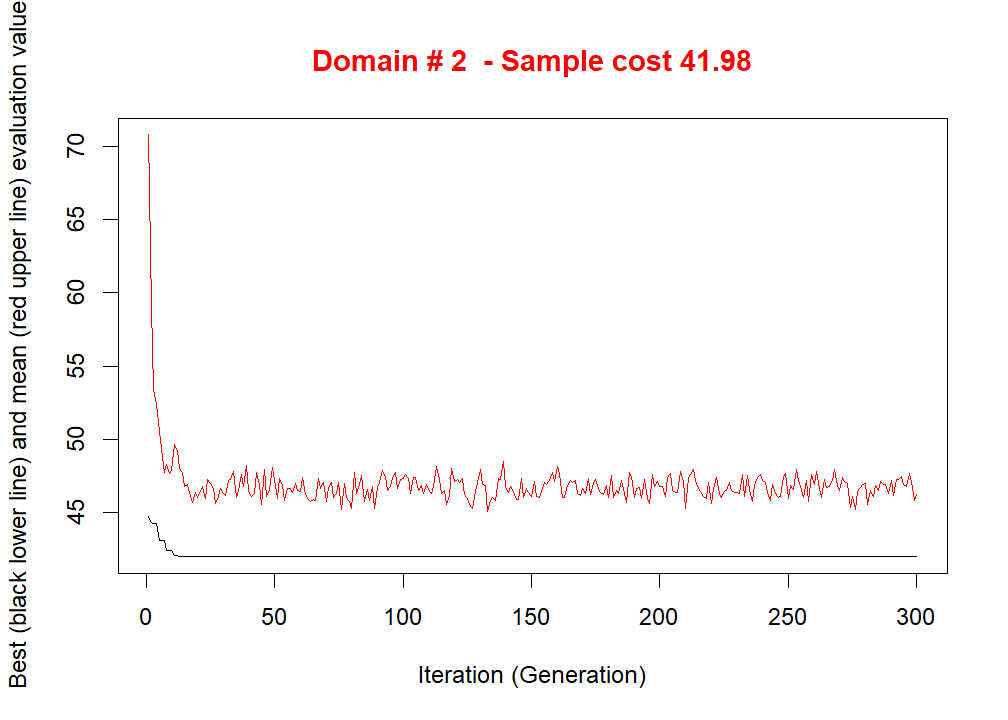 Domain # 2  - Sample cost 41.98
Best (black lower line) and mean (red upper line) evaluation value
70
65
60
55
50
45
0 50 100 150 200 250 300
Iteration (Generation)